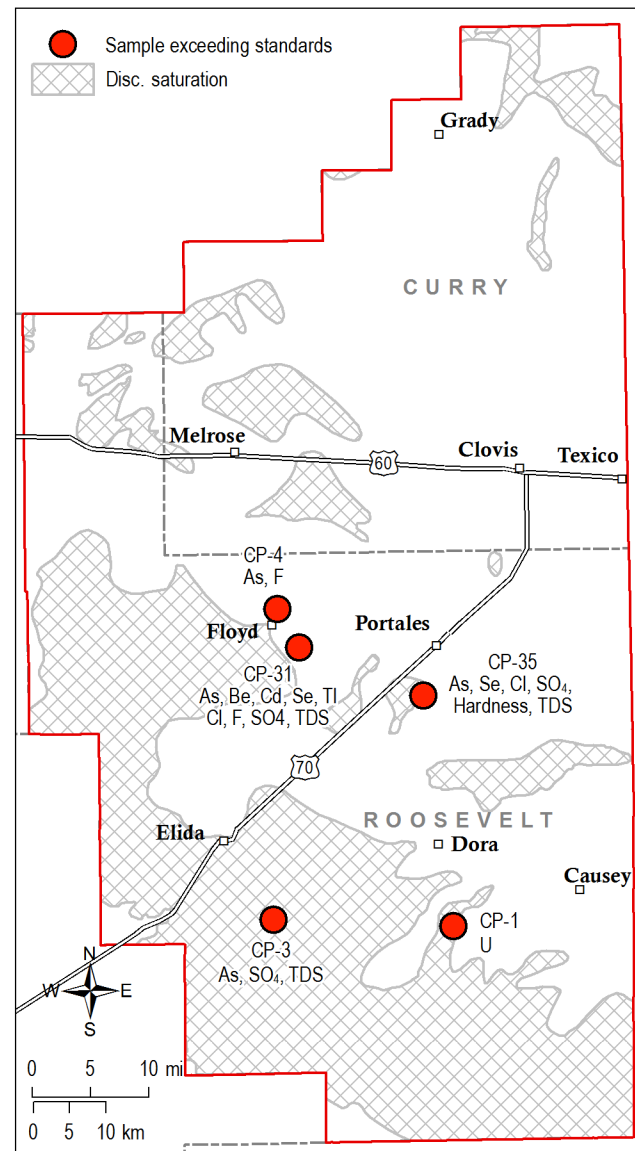 Sample exceeding standards
Disc. saturation
Grady
CURRY
Melrose
60
Clovis
Texico
CP-4
As, F
Floyd
Portales
CP-31
As, Be, Cd, Se, Tl
Cl, F, SO4, TDS
CP-35
As, Se, Cl, SO₄,
Hardness, TDS
70
ROOSEVELT
Elida
Dora
Causey
CP-3
As, SO₄, TDS
CP-1
U
N
W E
S
0 5 10 mi
0 5 10 km